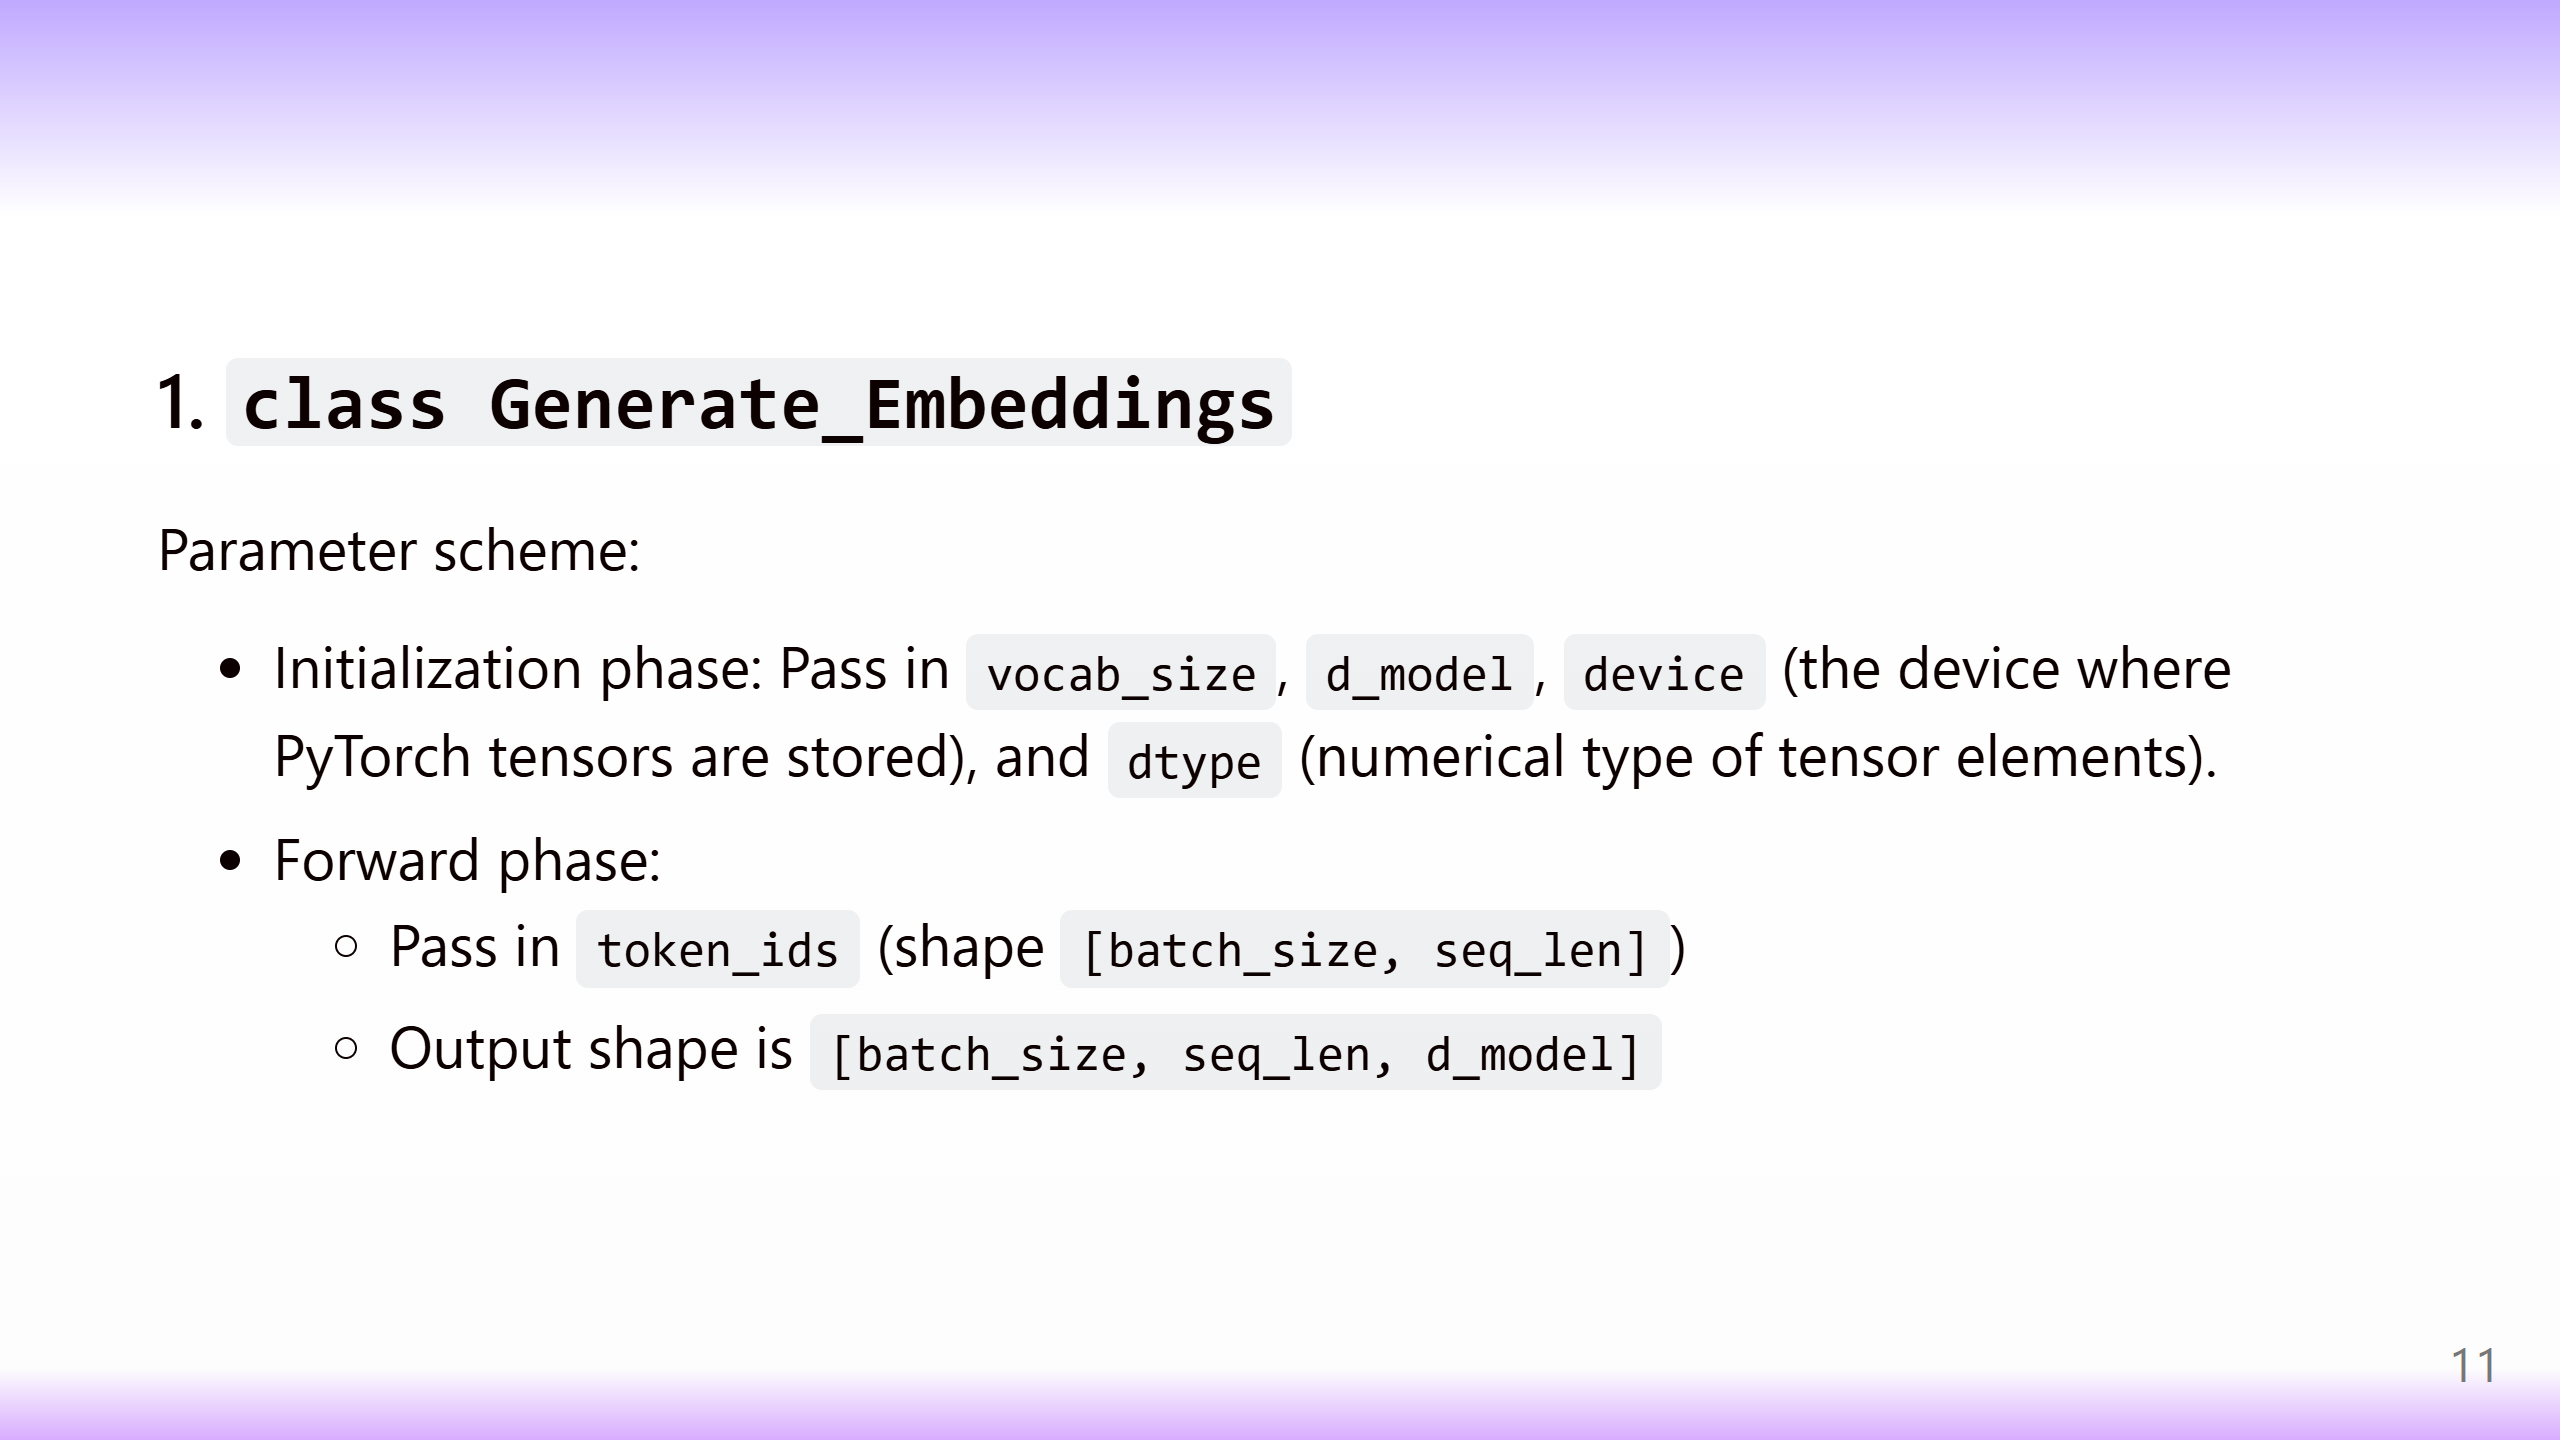 1. class Generate_Embeddings
Parameter scheme:
• Initialization phase: Pass in vocab_size, d_model, device (the device where
PyTorch tensors are stored), and dtype (numerical type of tensor elements).
• Forward phase:
○ Pass in token_ids (shape [batch_size, seq_len])
○ Output shape is [batch_size, seq_len, d_model]
11